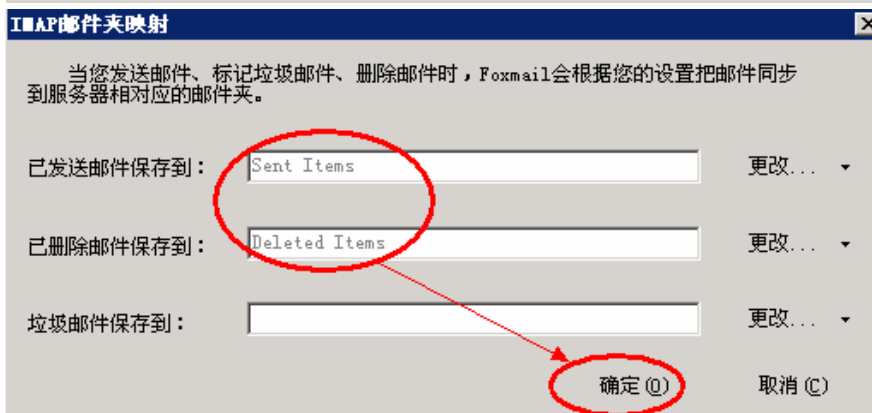 IMAP邮件夹映射
当您发送邮件、标记垃圾邮件、删除邮件时，Foxmail会根据您的设置把邮件同步
到服务器相对应的邮件夹。
已发送邮件保存到： Sent Items 更改...
已删除邮件保存到： Deleted Items 更改...
垃圾邮件保存到： 更改...
确定(O) 取消(C)